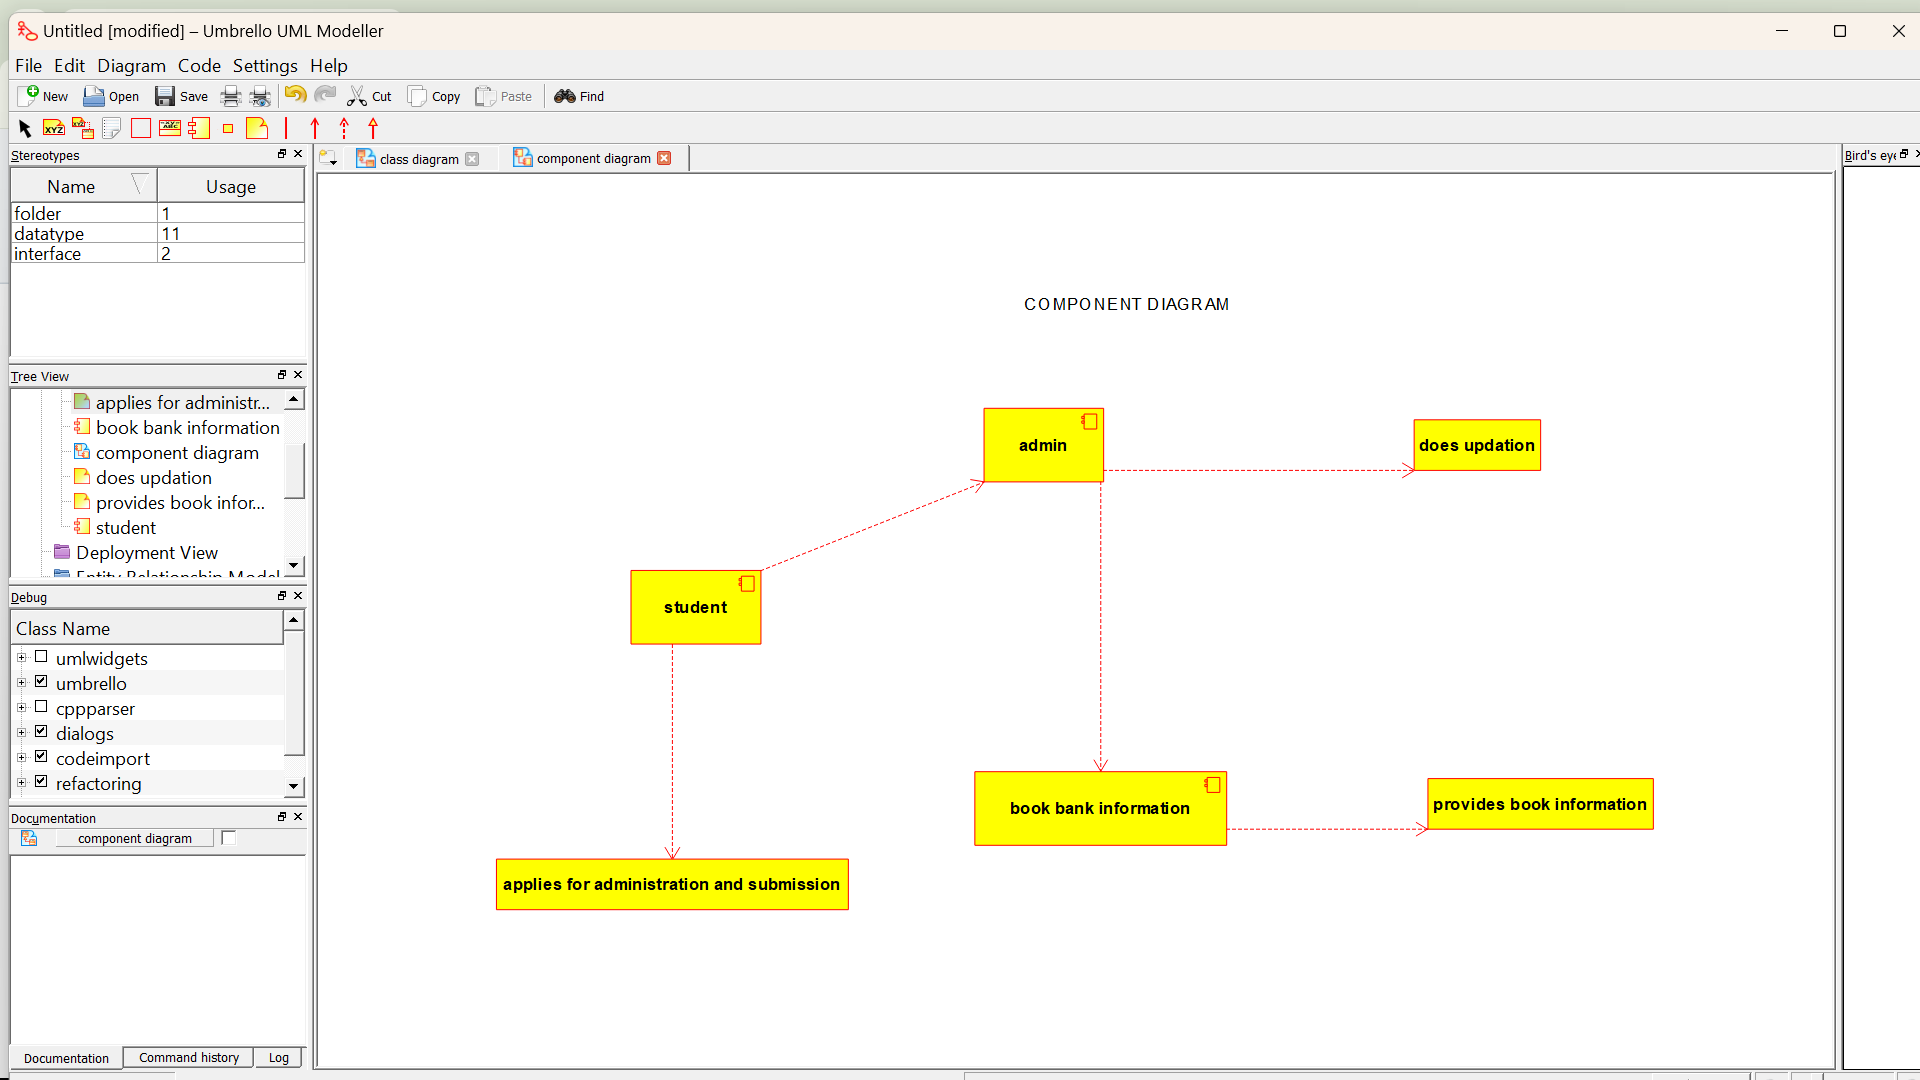 Untitled [modified] – Umbrello UML Modeller
File Edit Diagram Code Settings Help
New Open Save Cut Copy Paste Find
XYZ
Stereotypes
Name Usage
folder 1
datatype 11
interface 2
class diagram component diagram
Bird's eye
Tree View
applies for administr...
book bank information
component diagram
does updation
provides book infor...
student
Deployment View
Entity Relationship Model
Debug
Class Name
umlwidgets
umbrello
cppparser
dialogs
codeimport
refactoring
Documentation
component diagram
Documentation Command history Log
COMPONENT DIAGRAM
admin
does updation
student
book bank information
provides book information
applies for administration and submission